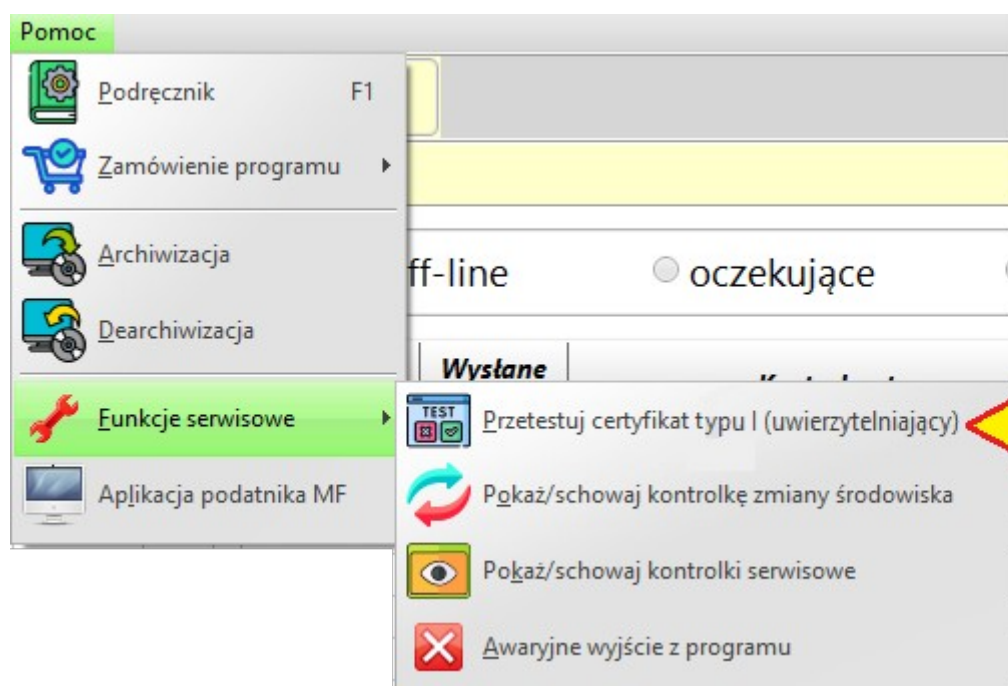 Pomoc
Podręcznik F1
Zamówienie programu
Archiwizacja
ff-line oczekujące
Dearchiwizacja
Wysłane
Funkcje serwisowe
TEST
Przetestuj certyfikat typu I (uwierzytelniający)
Aplikacja podatnika MF
Pokaż/schowaj kontrolkę zmiany środowiska
Pokaż/schowaj kontrolki serwisowe
Awaryjne wyjście z programu